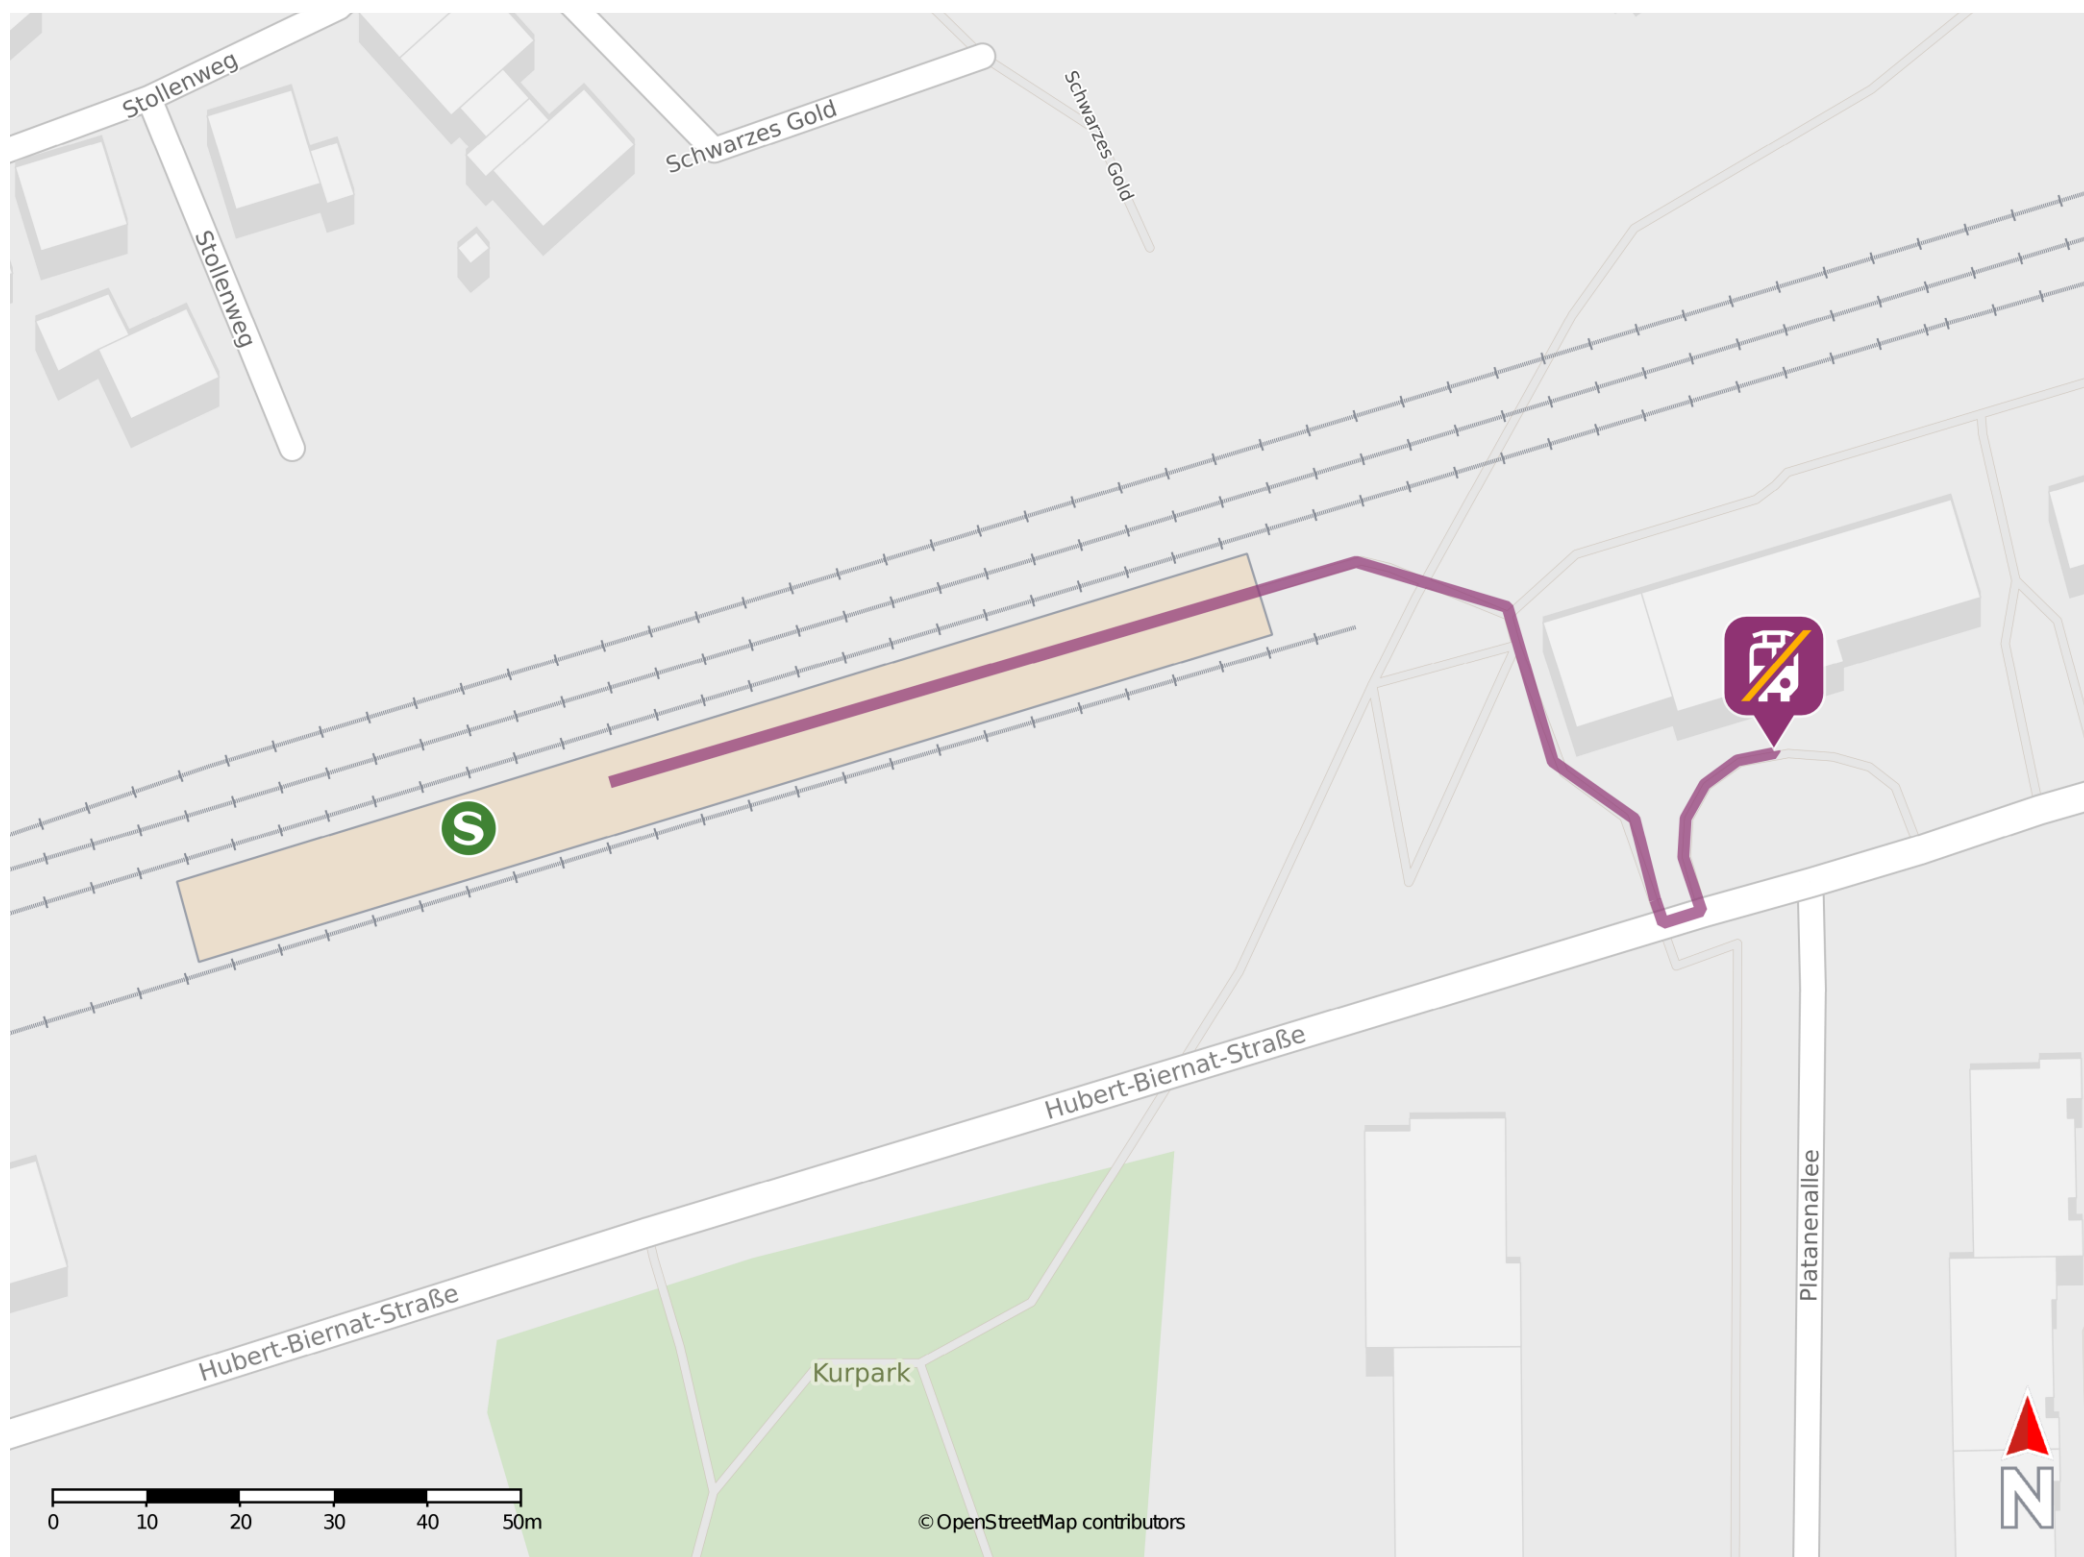 Stollenweg
Schwarzes Gold
Schwarzes Gold
Stollenweg
S
Hubert-Biernat-Straße
Platanenallee
Hubert-Biernat-Straße
Kurpark
N
0 10 20 30 40 50m
© OpenStreetMap contributors